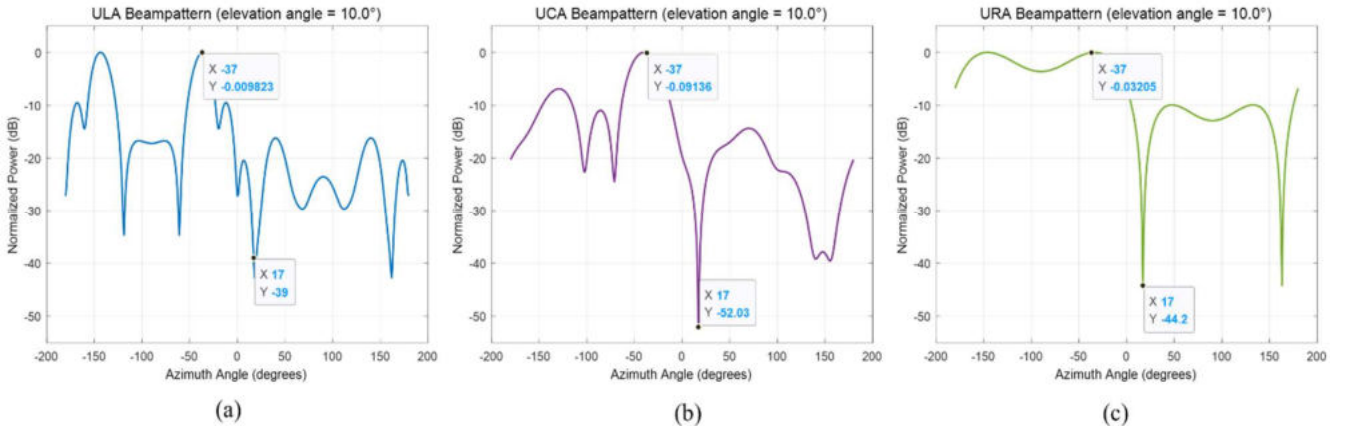 ULA Beampattern (elevation angle = 10.0°)
0
-10
-20
-30
-40
-50
Normalized Power (dB)
X -37
Y -0.009823
X 17
Y -39
-200 -150 -100 -50 0 50 100 150 200
Azimuth Angle (degrees)
(a)
UCA Beampattern (elevation angle = 10.0°)
0
-10
-20
-30
-40
-50
Normalized Power (dB)
X -37
Y -0.09136
X 17
Y -52.03
-200 -150 -100 -50 0 50 100 150 200
Azimuth Angle (degrees)
(b)
URA Beampattern (elevation angle = 10.0°)
0
-10
-20
-30
-40
-50
Normalized Power (dB)
X -37
Y -0.03205
X 17
Y -44.2
-200 -150 -100 -50 0 50 100 150 200
Azimuth Angle (degrees)
(c)